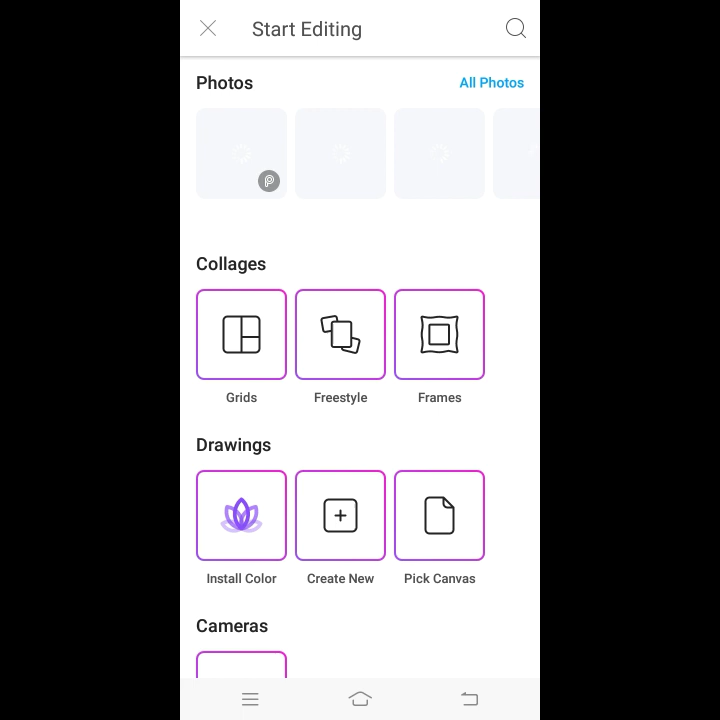 Start Editing
Photos
All Photos
Collages
Grids
Freestyle
Frames
Drawings
Install Color
Create New
Pick Canvas
Cameras